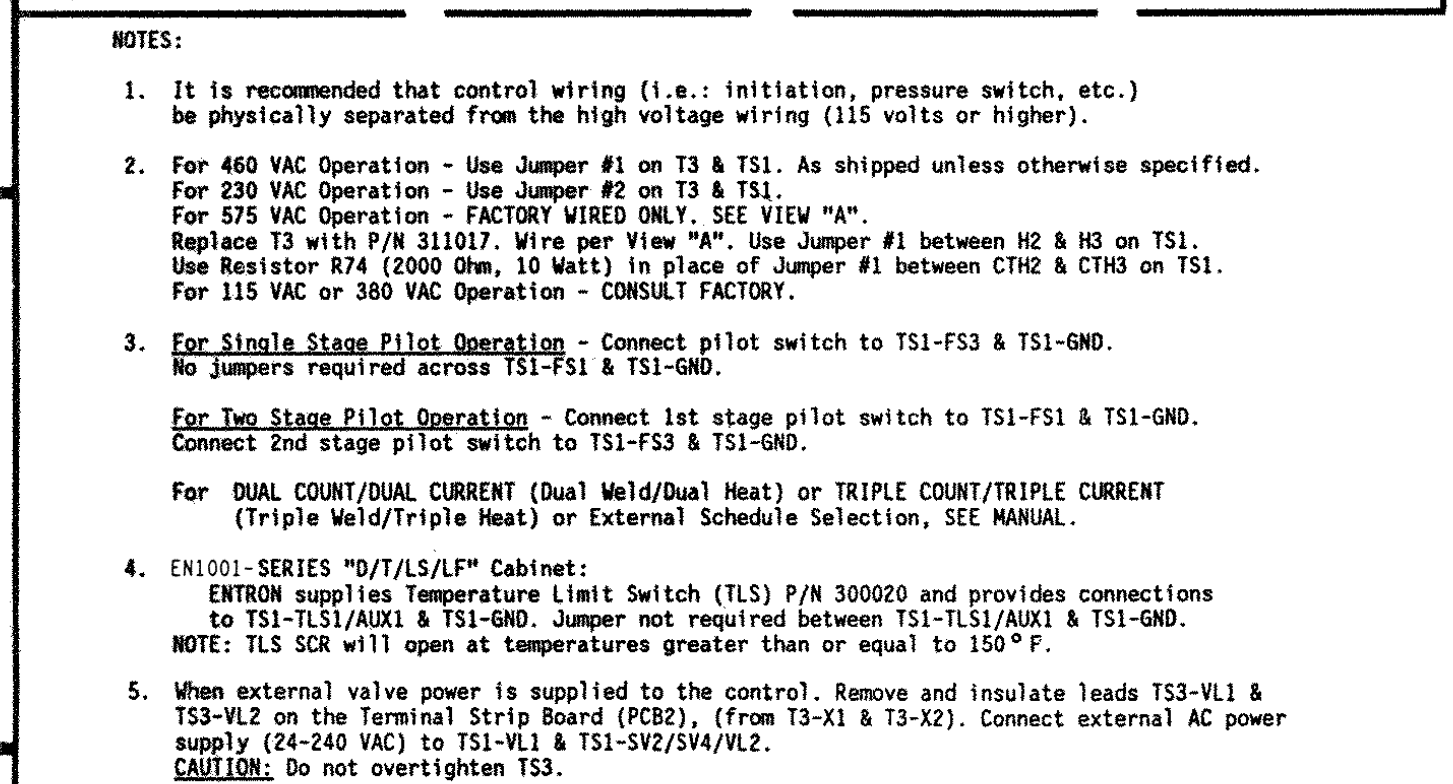 NOTES:
1. It is recommended that control wiring (i.e.: initiation, pressure switch, etc.)
be physically separated from the high voltage wiring (115 volts or higher).
2. For 460 VAC Operation - Use Jumper #1 on T3 & TS1. As shipped unless otherwise specified.
For 230 VAC Operation - Use Jumper #2 on T3 & TS1.
For 575 VAC Operation - FACTORY WIRED ONLY. SEE VIEW "A".
Replace T3 with P/N 311017. Wire per View "A". Use Jumper #1 between H2 & H3 on TS1.
Use Resistor R74 (2000 Ohm, 10 Watt) in place of Jumper #1 between CTH2 & CTH3 on TS1.
For 115 VAC or 380 VAC Operation - CONSULT FACTORY.
3. For Single Stage Pilot Operation - Connect pilot switch to TS1-FS3 & TS1-GND.
No jumpers required across TS1-FS1 & TS1-GND.
For Two Stage Pilot Operation - Connect 1st stage pilot switch to TS1-FS1 & TS1-GND.
Connect 2nd stage pilot switch to TS1-FS3 & TS1-GND.
For DUAL COUNT/DUAL CURRENT (Dual Weld/Dual Heat) or TRIPLE COUNT/TRIPLE CURRENT
(Triple Weld/Triple Heat) or External Schedule Selection, SEE MANUAL.
4. EN1001-SERIES "D/T/LS/LF" Cabinet:
ENTRON supplies Temperature Limit Switch (TLS) P/N 300020 and provides connections
to TS1-TLS1/AUX1 & TS1-GND. Jumper not required between TS1-TLS1/AUX1 & TS1-GND.
NOTE: TLS SCR will open at temperatures greater than or equal to 150° F.
5. When external valve power is supplied to the control. Remove and insulate leads TS3-VL1 &
TS3-VL2 on the Terminal Strip Board (PCB2), (from T3-X1 & T3-X2). Connect external AC power
supply (24-240 VAC) to TS1-VL1 & TS1-SV2/SV4/VL2.
CAUTION: Do not overtighten TS3.